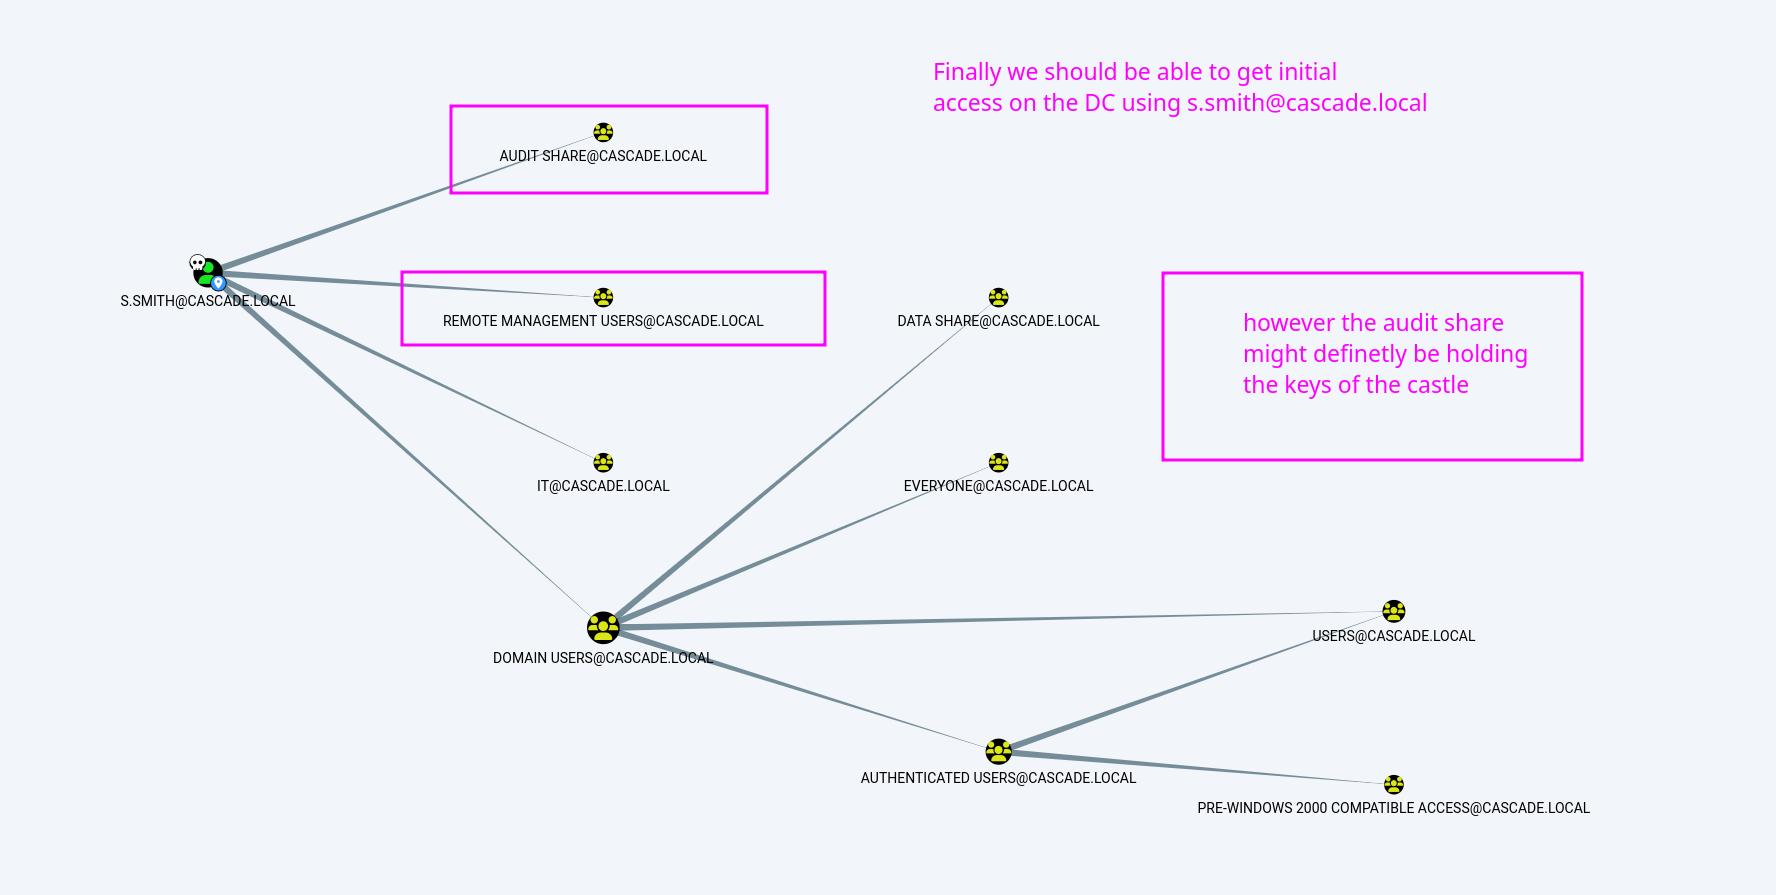 Finally we should be able to get initial
access on the DC using s.smith@cascade.local
AUDIT SHARE@CASCADE.LOCAL
S.SMITH@CASCADE.LOCAL
REMOTE MANAGEMENT USERS@CASCADE.LOCAL
DATA SHARE@CASCADE.LOCAL
however the audit share
might definetly be holding
the keys of the castle
IT@CASCADE.LOCAL
EVERYONE@CASCADE.LOCAL
USERS@CASCADE.LOCAL
DOMAIN USERS@CASCADE.LOCAL
AUTHENTICATED USERS@CASCADE.LOCAL
PRE-WINDOWS 2000 COMPATIBLE ACCESS@CASCADE.LOCAL